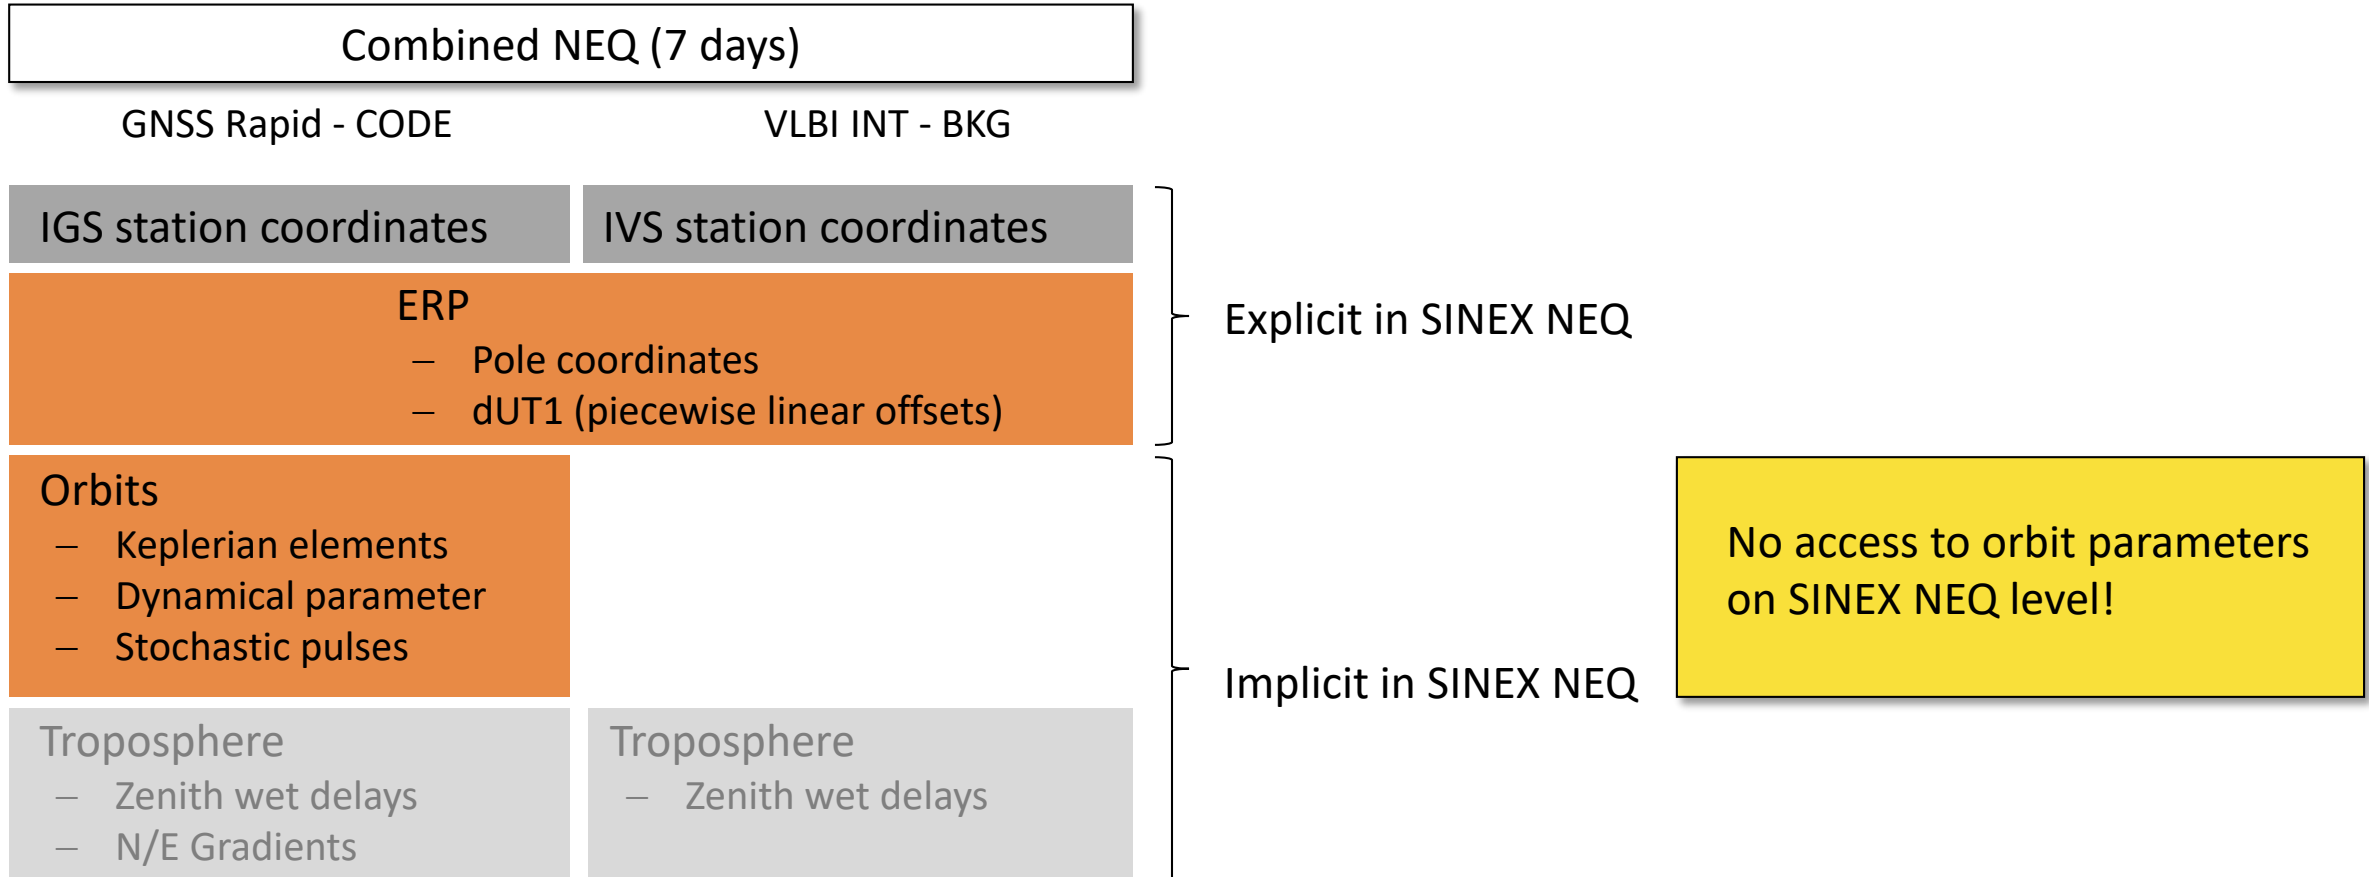 Combined NEQ (7 days)
GNSS Rapid - CODE
VLBI INT - BKG
IGS station coordinates
IVS station coordinates
ERP
– Pole coordinates
– dUT1 (piecewise linear offsets)
Explicit in SINEX NEQ
Orbits
– Keplerian elements
– Dynamical parameter
– Stochastic pulses
No access to orbit parameters
on SINEX NEQ level!
Implicit in SINEX NEQ
Troposphere
– Zenith wet delays
– N/E Gradients
Troposphere
– Zenith wet delays